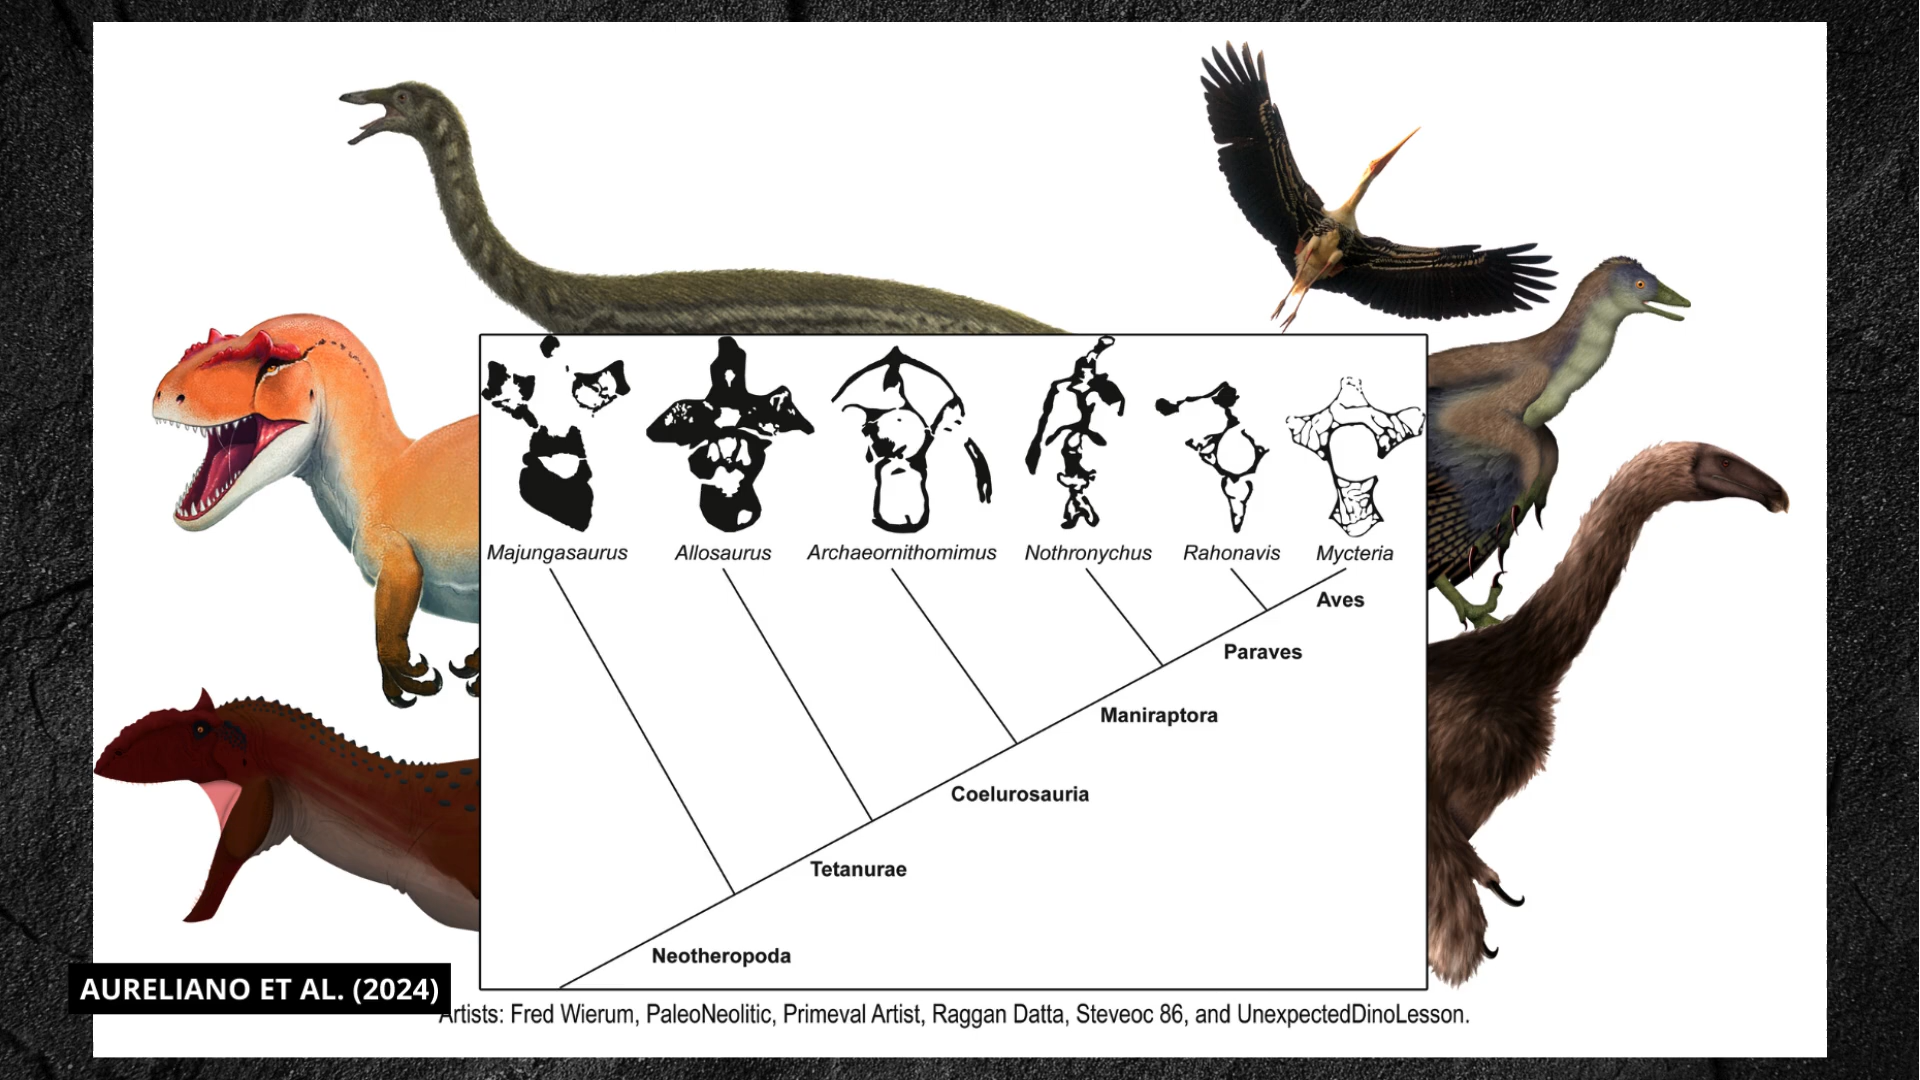 Majungasaurus Allosaurus Archaeornithomimus Nothronychus Rahonavis Mycteria
Aves
Paraves
Maniraptora
Coelurosauria
Tetanurae
Neotheropoda
AURELIANO ET AL. (2024)
Artists: Fred Wierum, PaleoNeolitic, Primeval Artist, Raggan Datta, Steveoc 86, and UnexpectedDinoLesson.